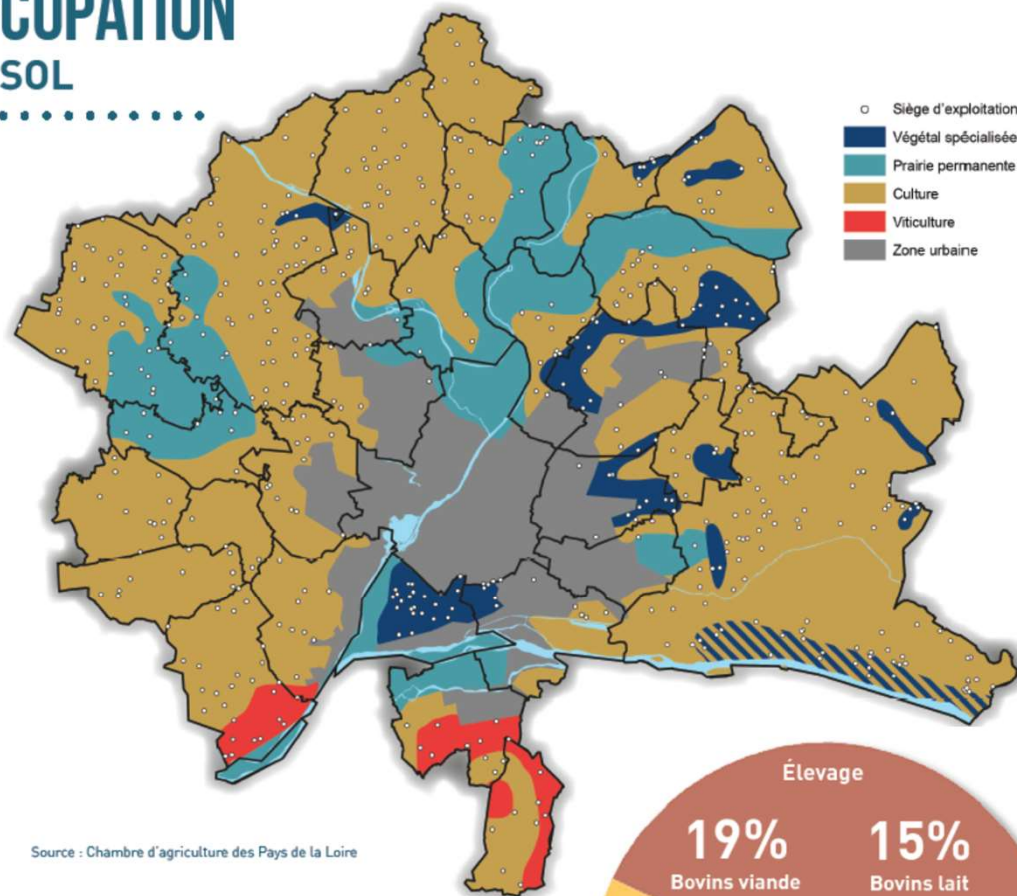 CUPATION
SOL
Siège d'exploitation
Végétal spécialisée
Prairie permanente
Culture
Viticulture
Zone urbaine
Élevage
19% 15%
Bovins viande Bovins lait
Source : Chambre d'agriculture des Pays de la Loire